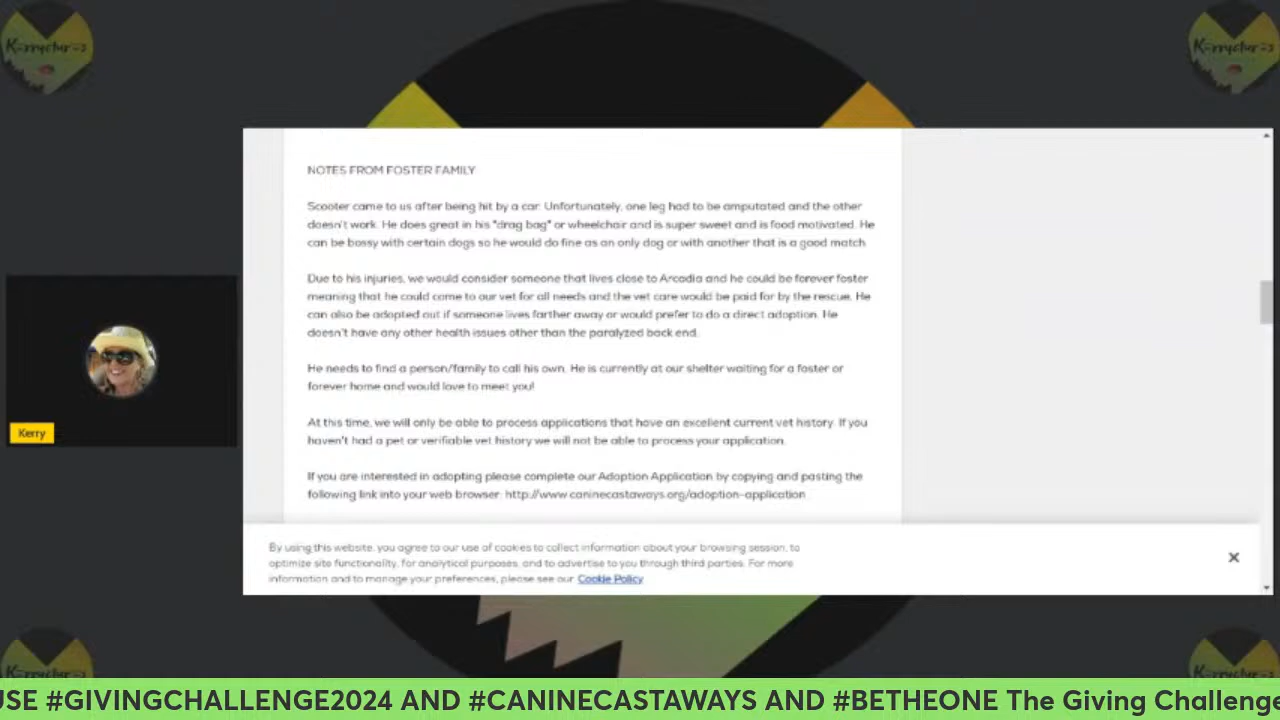 NOTES FROM FOSTER FAMILY
Scooter came to us after being hit by a car. Unfortunately, one leg had to be amputated and the other
doesn't work. He does great in his "drag bag" or wheelchair and is super sweet and is food motivated. He
can be bossy with certain dogs so he would do fine as an only dog or with another that is a good match.
Due to his injuries, we would consider someone that lives close to Arcadia and he could be forever foster
meaning that he could come to our vet for all needs and the vet care would be paid for by the rescue. He
can also be adopted out if someone lives farther away or would prefer to do a direct adoption. He
doesn't have any other health issues other than the paralyzed back end.
He needs to find a person/family to call his own. He is currently at our shelter waiting for a foster or
forever home and would love to meet you!
At this time, we will only be able to process applications that have an excellent current vet history. If you
haven't had a pet or verifiable vet history we will not be able to process your application.
If you are interested in adopting please complete our Adoption Application by copying and pasting the
following link into your web browser: http://www.caninecastaways.org/adoption-application
By using this website, you agree to our use of cookies to collect information about your browsing session, to
optimize site functionality, for analytical purposes, and to advertise to you through third parties. For more
information and to manage your preferences, please see our Cookie Policy
Kerry
USE #GIVINGCHALLENGE2024 AND #CANINECASTAWAYS AND #BETHEONE The Giving Challenge